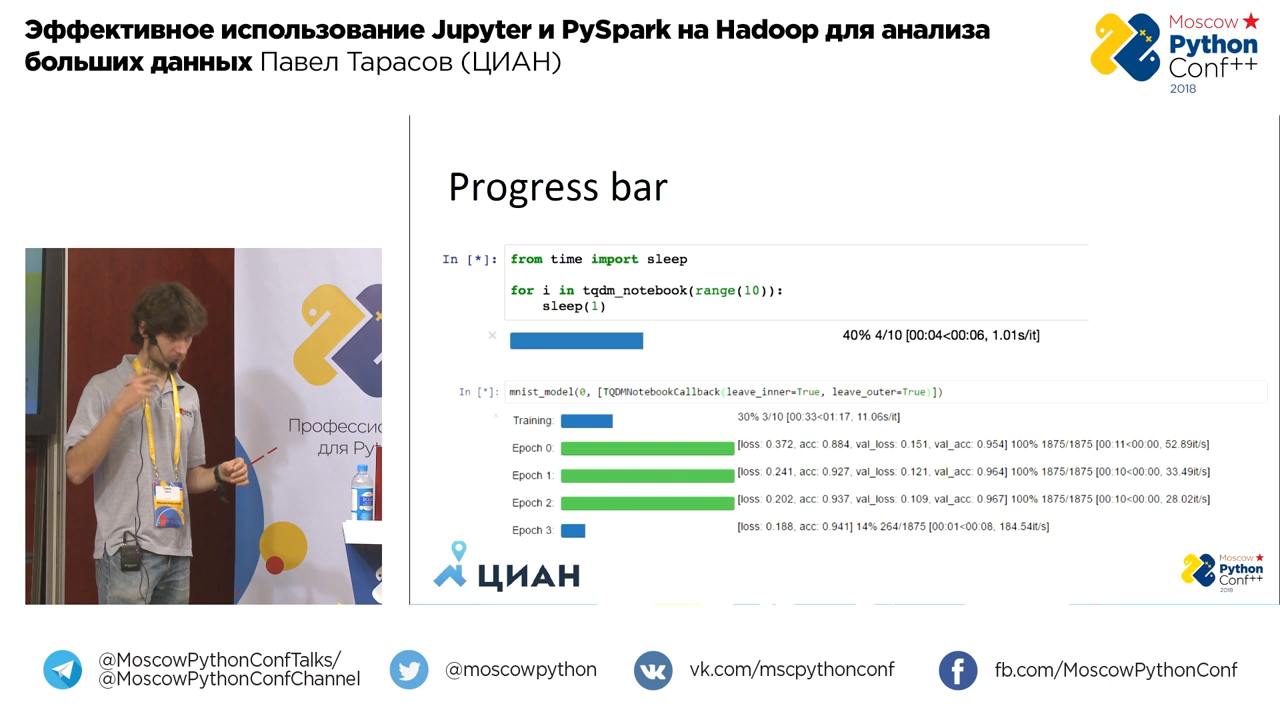 Эффективное использование Jupyter и PySpark на Hadoop для анализа
больших данных Павел Тарасов (ЦИАН)
Moscow
Python
Conf++
2018
Progress bar
In [*]: from time import sleep
for i in tqdm_notebook(range(10)):
sleep(1)
40% 4/10 [00:04<00:06, 1.01s/it]
In [*]: mnist_model(0, [TQDMNotebookCallback(leave_inner=True, leave_outer=True)])
Training: 30% 3/10 [00:33<01:17, 11.06s/it]
Epoch 0: [loss: 0.372, acc: 0.884, val_loss: 0.151, val_acc: 0.954] 100% 1875/1875 [00:11<00:00, 52.89it/s]
Epoch 1: [loss: 0.241, acc: 0.927, val_loss: 0.121, val_acc: 0.964] 100% 1875/1875 [00:10<00:00, 33.49it/s]
Epoch 2: [loss: 0.202, acc: 0.937, val_loss: 0.109, val_acc: 0.967] 100% 1875/1875 [00:10<00:00, 28.02it/s]
Epoch 3: [loss: 0.188, acc: 0.941] 14% 264/1875 [00:01<00:08, 184.54it/s]
ЦИАН
Moscow
Python
Conf++
2018
Профессио
для Py
@MoscowPythonConfTalks/
@MoscowPythonConfChannel
@moscowpython
vk.com/mscpythonconf
fb.com/MoscowPythonConf